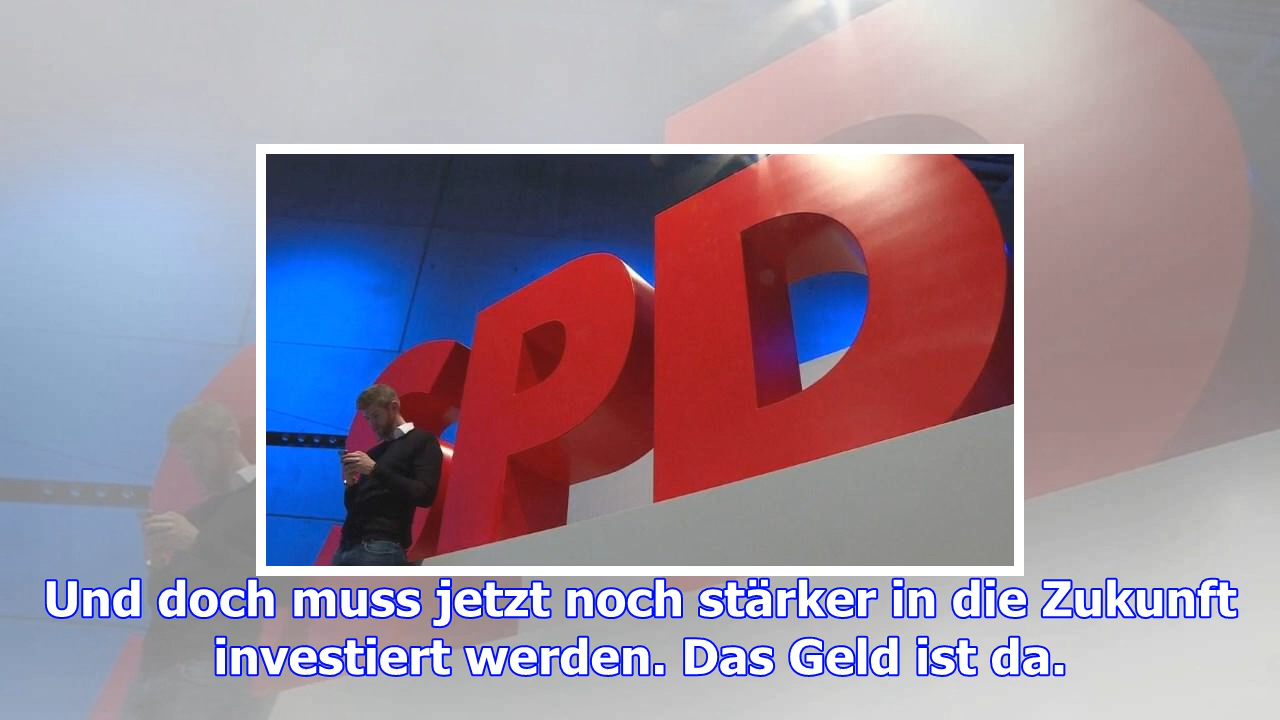 SPD
Und doch muss jetzt noch stärker in die Zukunft
investiert werden. Das Geld ist da.